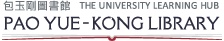 包玉剛圖書館 THE UNIVERSITY LEARNING HUB
PAO YUE-KONG LIBRARY